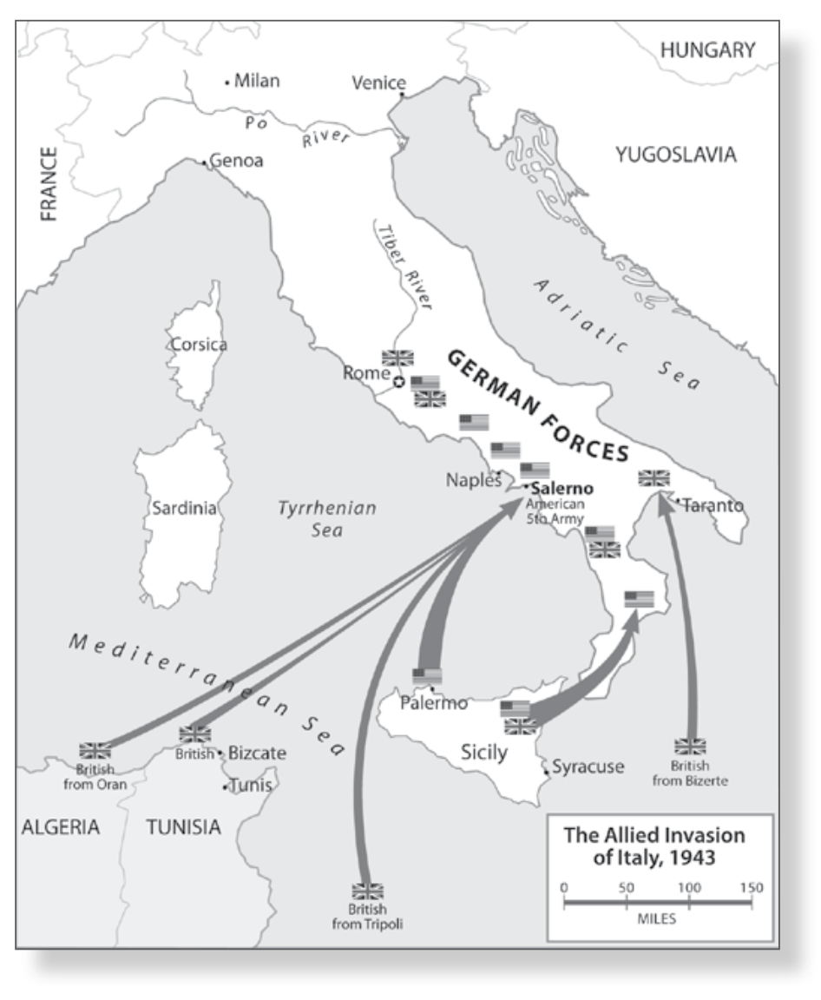 HUNGARY
Milan
Venice
Po
River
YUGOSLAVIA
FRANCE
Genoa
Tiber River
Adriatic Sea
Corsica
Rome
GERMAN FORCES
Naples
Salerno
American
5th Army
Taranto
Sardinia
Tyrrhenian
Sea
Mediterranean Sea
Palermo
Sicily
Syracuse
British
from Oran
British
Bizcate
Tunis
British
from Bizerte
ALGERIA
TUNISIA
British
from Tripoli
The Allied Invasion
of Italy, 1943
0 50 100 150
MILES